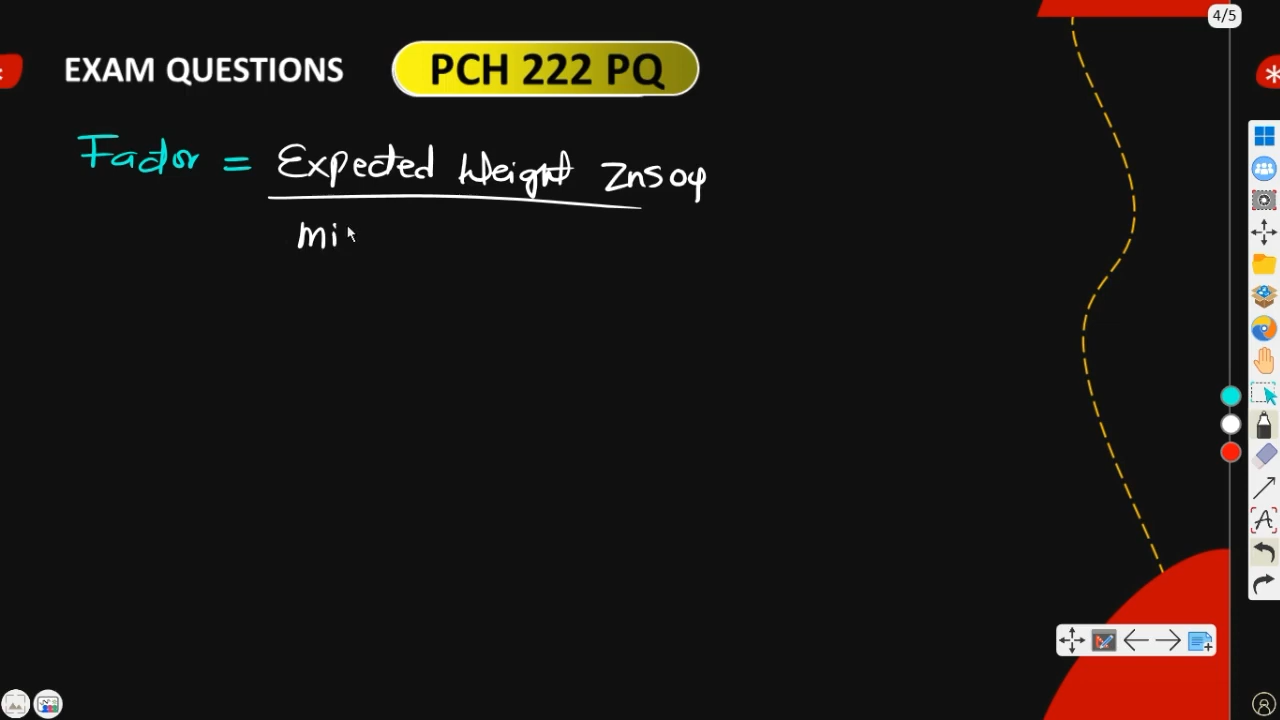 4/5
EXAM QUESTIONS PCH 222 PQ
Factor = Expected Weight ZnSO4
mi